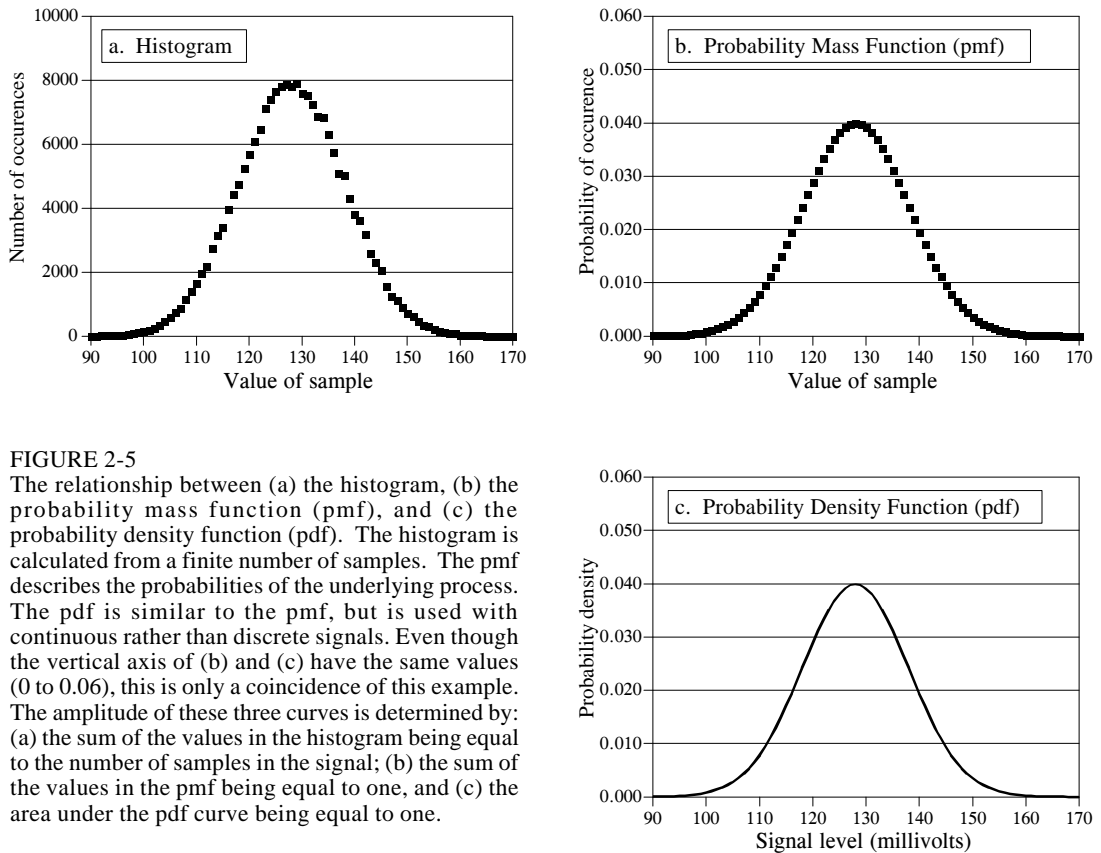 a. Histogram
10000
8000
6000
4000
2000
0
Number of occurences
90 100 110 120 130 140 150 160 170
Value of sample
b. Probability Mass Function (pmf)
0.060
0.050
0.040
0.030
0.020
0.010
0.000
Probability of occurence
90 100 110 120 130 140 150 160 170
Value of sample
FIGURE 2-5
The relationship between (a) the histogram, (b) the
probability mass function (pmf), and (c) the
probability density function (pdf). The histogram is
calculated from a finite number of samples. The pmf
describes the probabilities of the underlying process.
The pdf is similar to the pmf, but is used with
continuous rather than discrete signals. Even though
the vertical axis of (b) and (c) have the same values
(0 to 0.06), this is only a coincidence of this example.
The amplitude of these three curves is determined by:
(a) the sum of the values in the histogram being equal
to the number of samples in the signal; (b) the sum of
the values in the pmf being equal to one, and (c) the
area under the pdf curve being equal to one.
c. Probability Density Function (pdf)
0.060
0.050
0.040
0.030
0.020
0.010
0.000
Probability density
90 100 110 120 130 140 150 160 170
Signal level (millivolts)